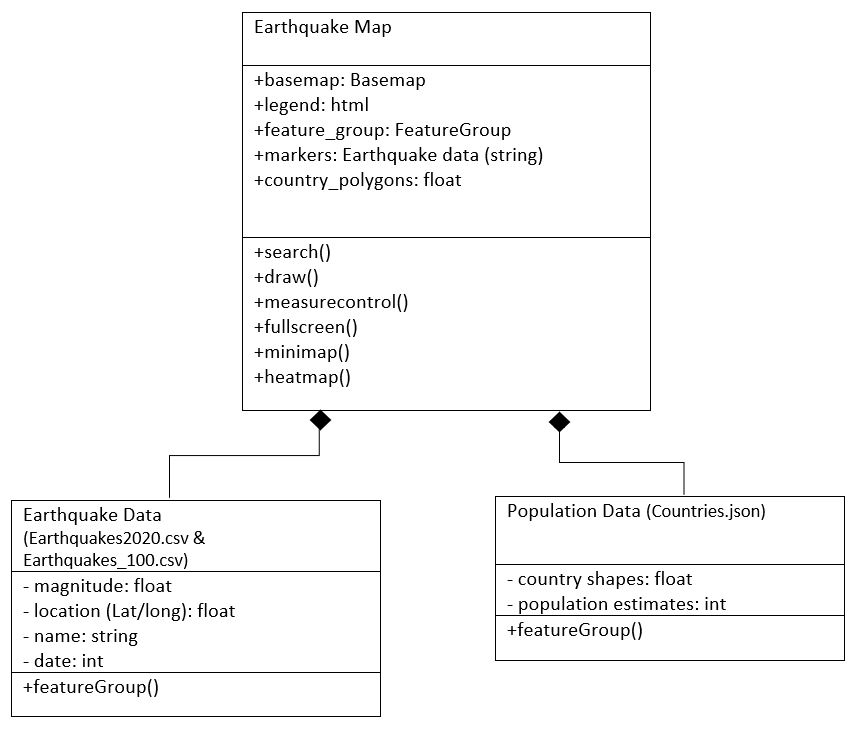 Earthquake Map
+basemap: Basemap
+legend: html
+feature_group: FeatureGroup
+markers: Earthquake data (string)
+country_polygons: float
+search()
+draw()
+measurecontrol()
+fullscreen()
+minimap()
+heatmap()
Earthquake Data
(Earthquakes2020.csv &
Earthquakes_100.csv)
- magnitude: float
- location (Lat/long): float
- name: string
- date: int
+featureGroup()
Population Data (Countries.json)
- country shapes: float
- population estimates: int
+featureGroup()